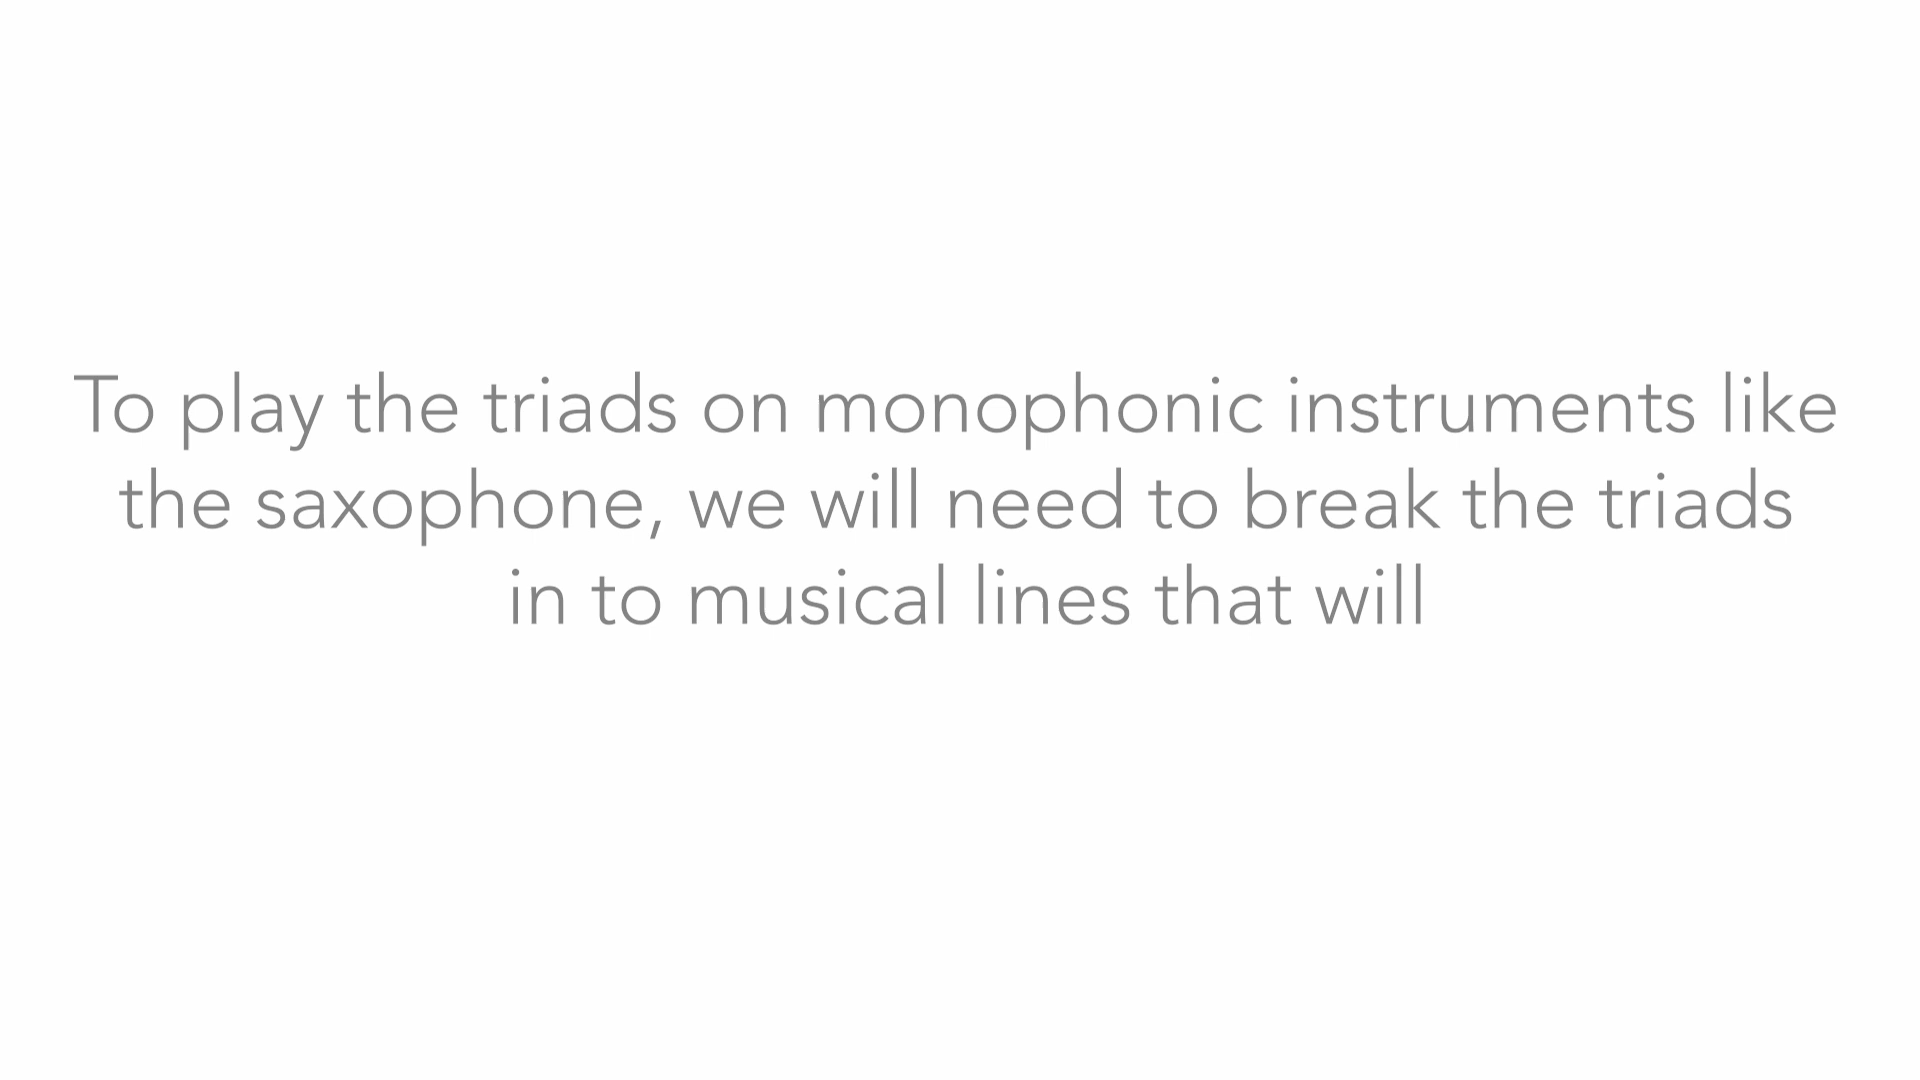 To play the triads on monophonic instruments like
the saxophone, we will need to break the triads
in to musical lines that will